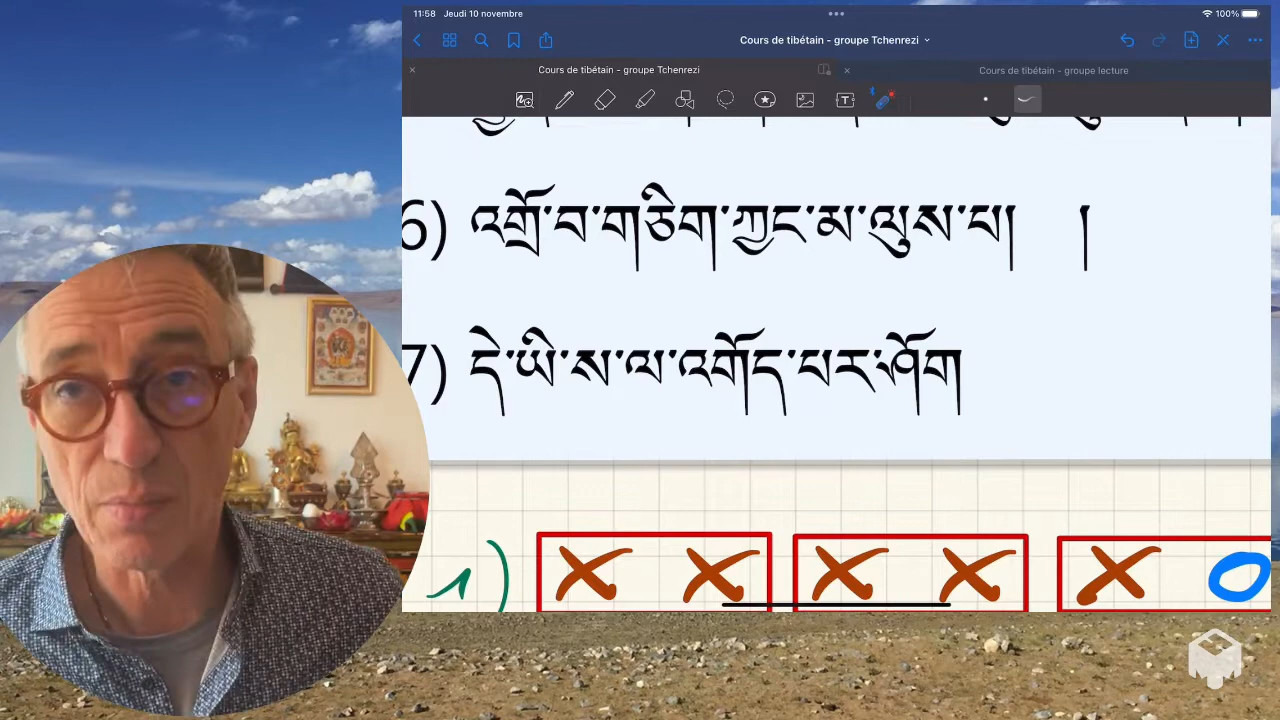 11:58 Jeudi 10 novembre
100%
Cours de tibétain - groupe Tchenrezi
Cours de tibétain - groupe Tchenrezi
Cours de tibétain - groupe lecture
6) འགྲོ་བ་གཅིག་ཀྱང་མ་ལུས་པ། །
7) དེ་ཡི་ས་ལ་འགོད་པར་ཤོག
1) X X X X X O